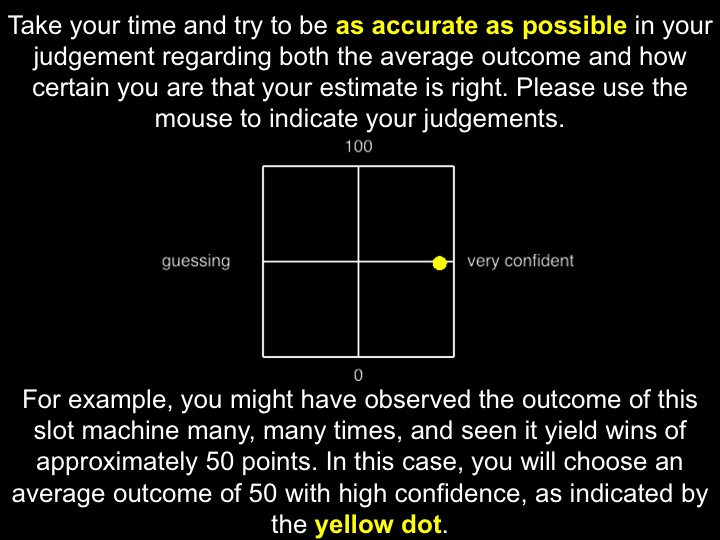 Take your time and try to be as accurate as possible in your
judgement regarding both the average outcome and how
certain you are that your estimate is right. Please use the
mouse to indicate your judgements.
100
guessing
very confident
0
For example, you might have observed the outcome of this
slot machine many, many times, and seen it yield wins of
approximately 50 points. In this case, you will choose an
average outcome of 50 with high confidence, as indicated by
the yellow dot.